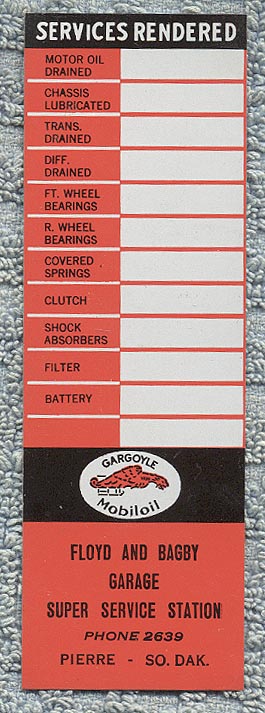 SERVICES RENDERED
MOTOR OIL
DRAINED
CHASSIS
LUBRICATED
TRANS.
DRAINED
DIFF.
DRAINED
FT. WHEEL
BEARINGS
R. WHEEL
BEARINGS
COVERED
SPRINGS
CLUTCH
SHOCK
ABSORBERS
FILTER
BATTERY
GARGOYLE
Mobiloil
FLOYD AND BAGBY
GARAGE
SUPER SERVICE STATION
PHONE 2639
PIERRE - SO. DAK.